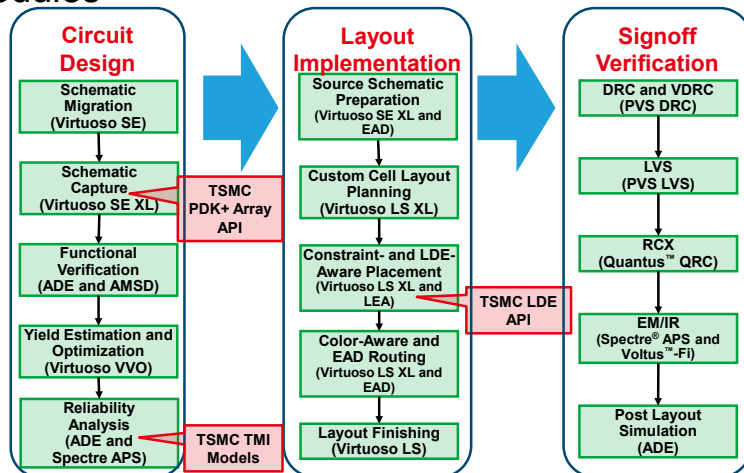 Circuit
Design
Schematic
Migration
(Virtuoso SE)
Schematic
Capture
(Virtuoso SE XL)
TSMC
PDK+ Array
API
Functional
Verification
(ADE and AMSD)
Yield Estimation and
Optimization
(Virtuoso VVO)
Reliability
Analysis
(ADE and
Spectre APS)
TSMC TMI
Models
Layout
Implementation
Source Schematic
Preparation
(Virtuoso SE XL and
EAD)
Custom Cell Layout
Planning
(Virtuoso LS XL)
Constraint- and LDE-
Aware Placement
(Virtuoso LS XL and
LEA)
TSMC LDE
API
Color-Aware and
EAD Routing
(Virtuoso LS XL and
EAD)
Layout Finishing
(Virtuoso LS)
Signoff
Verification
DRC and VDRC
(PVS DRC)
LVS
(PVS LVS)
RCX
(Quantus™ QRC)
EM/IR
(Spectre® APS and
Voltus™-Fi)
Post Layout
Simulation
(ADE)